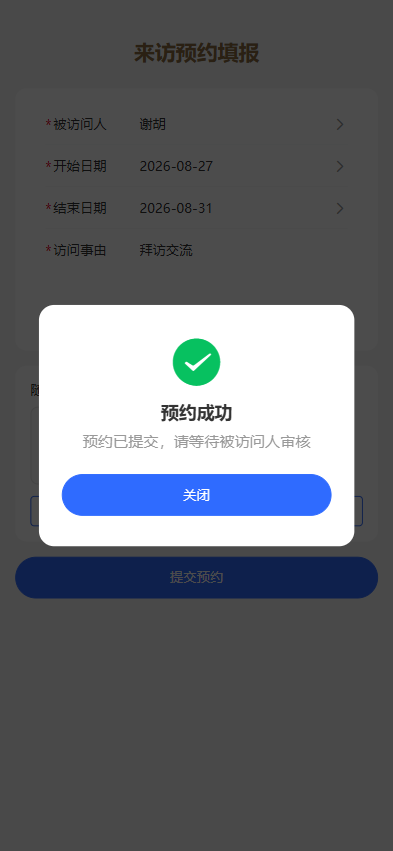 来访预约填报
*被访问人 谢胡
*开始日期 2026-08-27
*结束日期 2026-08-31
*访问事由 拜访交流
预约成功
预约已提交，请等待被访问人审核
关闭
提交预约